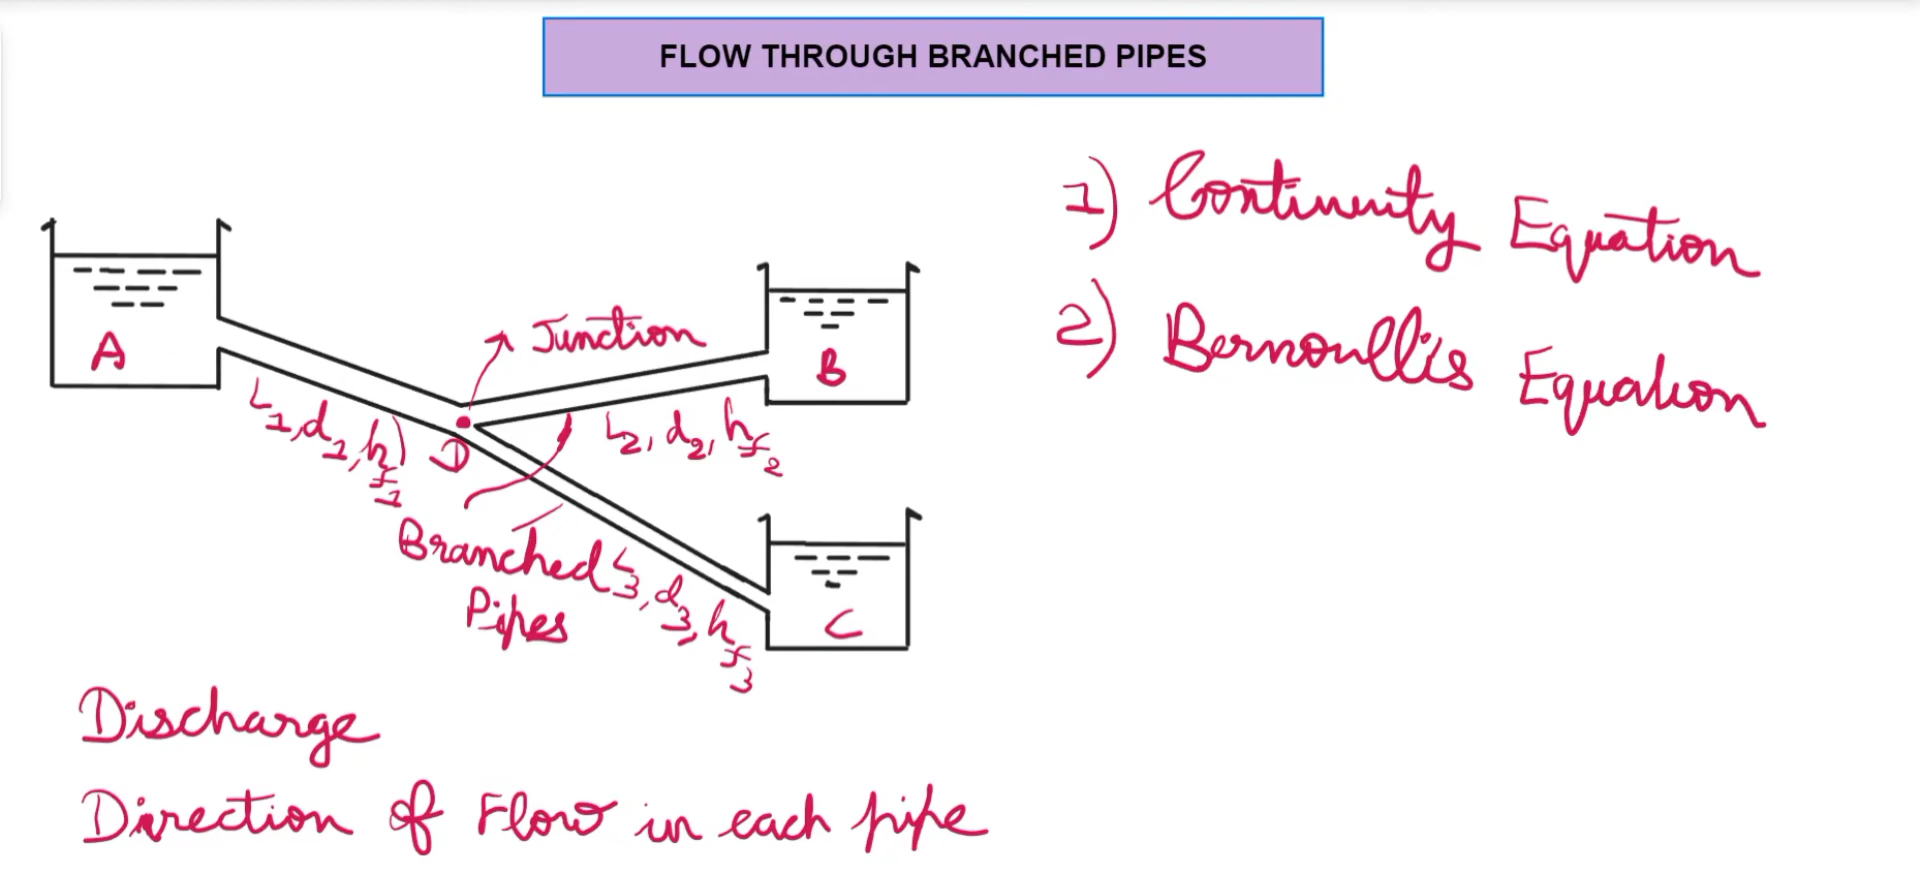 FLOW THROUGH BRANCHED PIPES
1) Continuity Equation
2) Bernoullis Equation
A
Junction
B
L1, d1, hf1
D
L2, d2, hf2
Branched
Pipes
L3, d3, hf3
C
Discharge
Direction of Flow in each pipe